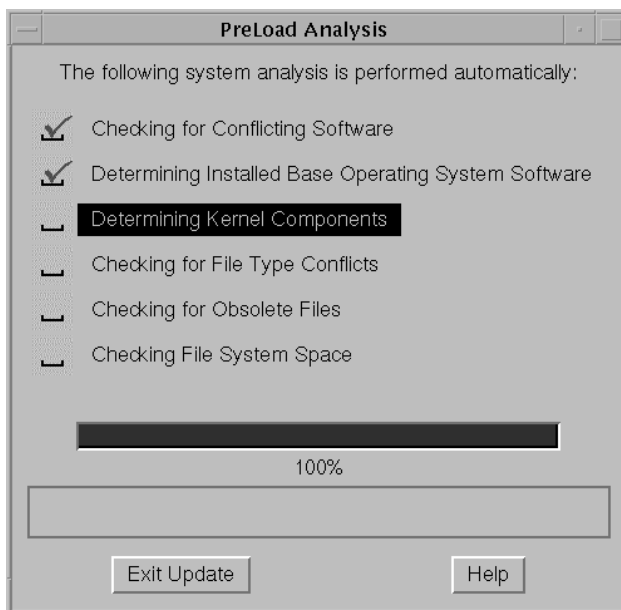 PreLoad Analysis
The following system analysis is performed automatically:
Checking for Conflicting Software
Determining Installed Base Operating System Software
Determining Kernel Components
Checking for File Type Conflicts
Checking for Obsolete Files
Checking File System Space
100%
Exit Update
Help